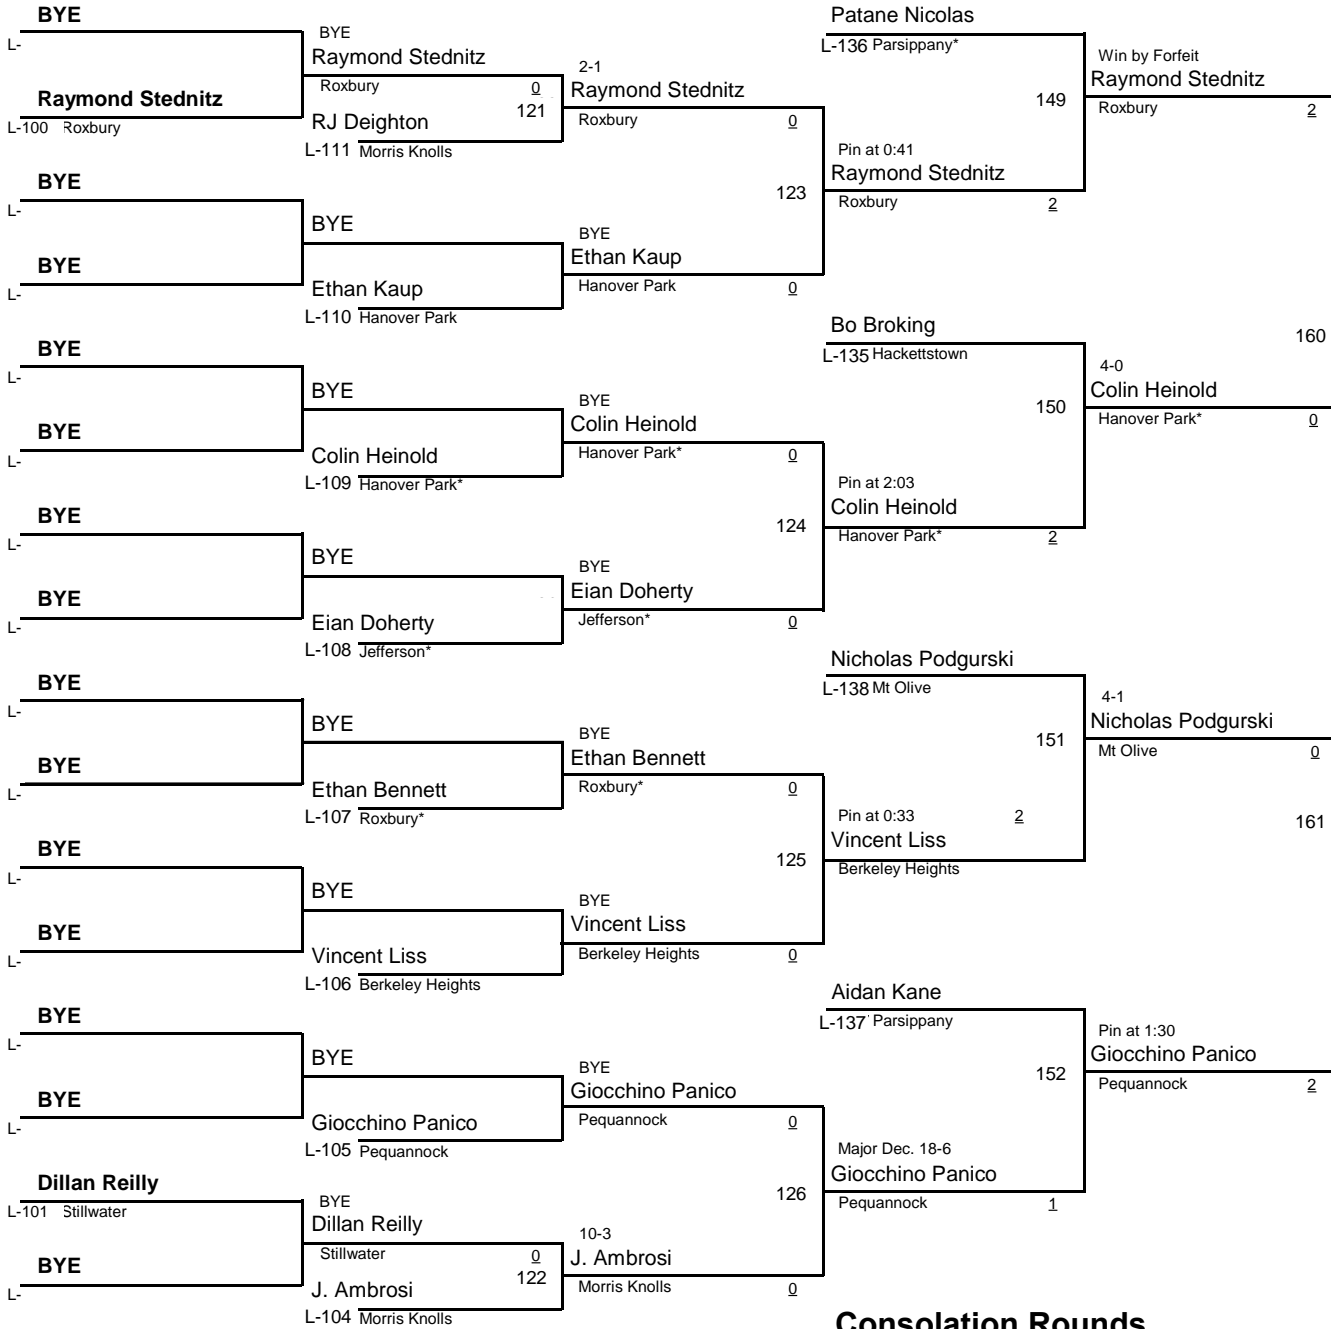 BYE
L-
Raymond Stednitz
L-100 Roxbury
BYE
L-
BYE
L-
BYE
L-
BYE
L-
BYE
L-
BYE
L-
BYE
L-
BYE
L-
BYE
L-
BYE
L-
BYE
L-
BYE
L-
Dillan Reilly
L-101 Stillwater
BYE
L-
BYE
Raymond Stednitz
Roxbury 0
121
RJ Deighton
L-111 Morris Knolls
BYE
Ethan Kaup
L-110 Hanover Park
BYE
Colin Heinold
L-109 Hanover Park*
BYE
Eian Doherty
L-108 Jefferson*
BYE
Ethan Bennett
L-107 Roxbury*
BYE
Vincent Liss
L-106 Berkeley Heights
BYE
Giocchino Panico
L-105 Pequannock
BYE
Dillan Reilly
Stillwater 0
122
J. Ambrosi
L-104 Morris Knolls
2-1
Raymond Stednitz
Roxbury 0
123
BYE
Ethan Kaup
Hanover Park 0
BYE
Colin Heinold
Hanover Park* 0
124
BYE
Eian Doherty
Jefferson* 0
BYE
Ethan Bennett
Roxbury* 0
125
BYE
Vincent Liss
Berkeley Heights 0
BYE
Giocchino Panico
Pequannock 0
126
10-3
J. Ambrosi
Morris Knolls 0
Patane Nicolas
L-136 Parsippany*
149
Pin at 0:41
Raymond Stednitz
Roxbury 2
Bo Broking
L-135 Hackettstown
150
Pin at 2:03
Colin Heinold
Hanover Park* 2
Nicholas Podgurski
L-138 Mt Olive
151
Pin at 0:33 2
Vincent Liss
Berkeley Heights
Aidan Kane
L-137 Parsippany
152
Major Dec. 18-6
Giocchino Panico
Pequannock 1
Win by Forfeit
Raymond Stednitz
Roxbury 2
160
4-0
Colin Heinold
Hanover Park* 0
4-1
Nicholas Podgurski
Mt Olive 0
161
Pin at 1:30
Giocchino Panico
Pequannock 2
Consolation Rounds